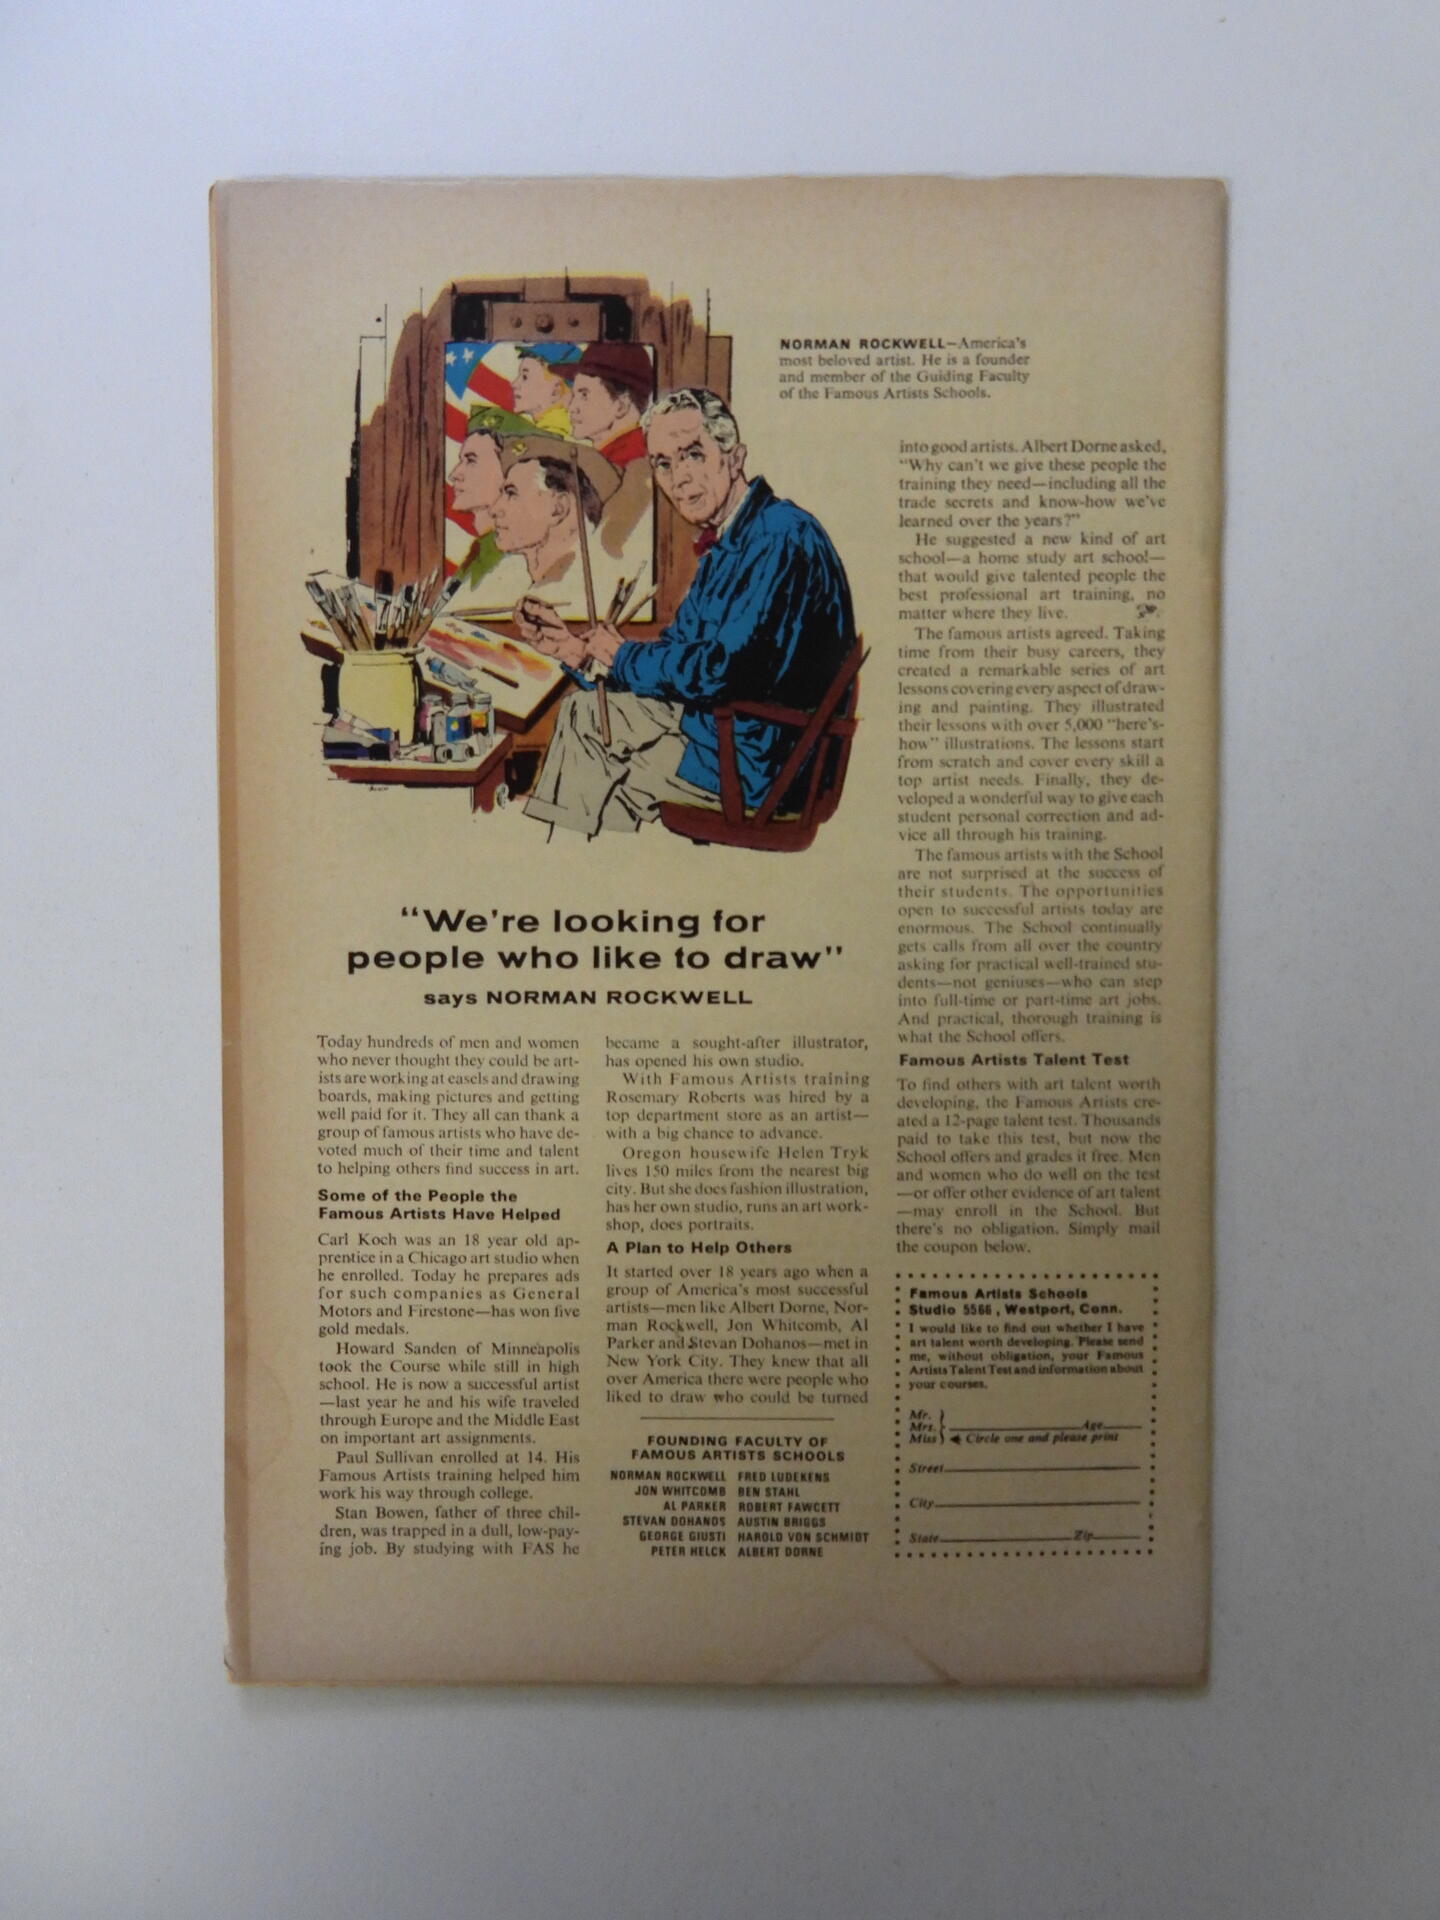 NORMAN ROCKWELL—America's
most beloved artist. He is a founder
and member of the Guiding Faculty
of the Famous Artists Schools.
"We're looking for
people who like to draw"
says NORMAN ROCKWELL
Today hundreds of men and women
who never thought they could be art-
ists are working at easels and drawing
boards, making pictures and getting
well paid for it. They all can thank a
group of famous artists who have de-
voted much of their time and talent
to helping others find success in art.
Some of the People the
Famous Artists Have Helped
Carl Koch was an 18 year old ap-
prentice in a Chicago art studio when
he enrolled. Today he prepares ads
for such companies as General
Motors and Firestone—has won five
gold medals.
Howard Sanden of Minneapolis
took the Course while still in high
school. He is now a successful artist
—last year he and his wife traveled
through Europe and the Middle East
on important art assignments.
Paul Sullivan enrolled at 14. His
Famous Artists training helped him
work his way through college.
Stan Bowen, father of three chil-
dren, was trapped in a dull, low-pay-
ing job. By studying with FAS he
became a sought-after illustrator,
has opened his own studio.
With Famous Artists training
Rosemary Roberts was hired by a
top department store as an artist—
with a big chance to advance.
Oregon housewife Helen Tryk
lives 150 miles from the nearest big
city. But she does fashion illustration,
has her own studio, runs an art work-
shop, does portraits.
A Plan to Help Others
It started over 18 years ago when a
group of America's most successful
artists—men like Albert Dorne, Nor-
man Rockwell, Jon Whitcomb, Al
Parker and Stevan Dohanos—met in
New York City. They knew that all
over America there were people who
liked to draw who could be turned
FOUNDING FACULTY OF
FAMOUS ARTISTS SCHOOLS
NORMAN ROCKWELL FRED LUDEKENS
JON WHITCOMB BEN STAHL
AL PARKER ROBERT FAWCETT
STEVAN DOHANOS AUSTIN BRIGGS
GEORGE GIUSTI HAROLD VON SCHMIDT
PETER HELCK ALBERT DORNE
into good artists. Albert Dorne asked,
"Why can't we give these people the
training they need—including all the
trade secrets and know-how we've
learned over the years?"
He suggested a new kind of art
school—a home study art school—
that would give talented people the
best professional art training, no
matter where they live.
The famous artists agreed. Taking
time from their busy careers, they
created a remarkable series of art
lessons covering every aspect of draw-
ing and painting. They illustrated
their lessons with over 5,000 "here's-
how" illustrations. The lessons start
from scratch and cover every skill a
top artist needs. Finally, they de-
veloped a wonderful way to give each
student personal correction and ad-
vice all through his training.
The famous artists with the School
are not surprised at the success of
their students. The opportunities
open to successful artists today are
enormous. The School continually
gets calls from all over the country
asking for practical well-trained stu-
dents—not geniuses—who can step
into full-time or part-time art jobs.
And practical, thorough training is
what the School offers.
Famous Artists Talent Test
To find others with art talent worth
developing, the Famous Artists cre-
ated a 12-page talent test. Thousands
paid to take this test, but now the
School offers and grades it free. Men
and women who do well on the test
—or offer other evidence of art talent
—may enroll in the School. But
there's no obligation. Simply mail
the coupon below.
Famous Artists Schools
Studio 5566, Westport, Conn.
I would like to find out whether I have
art talent worth developing. Please send
me, without obligation, your Famous
Artists Talent Test and information about
your courses.
Mr.
Mrs. Age
Miss Circle one and please print
Street
City
State Zip